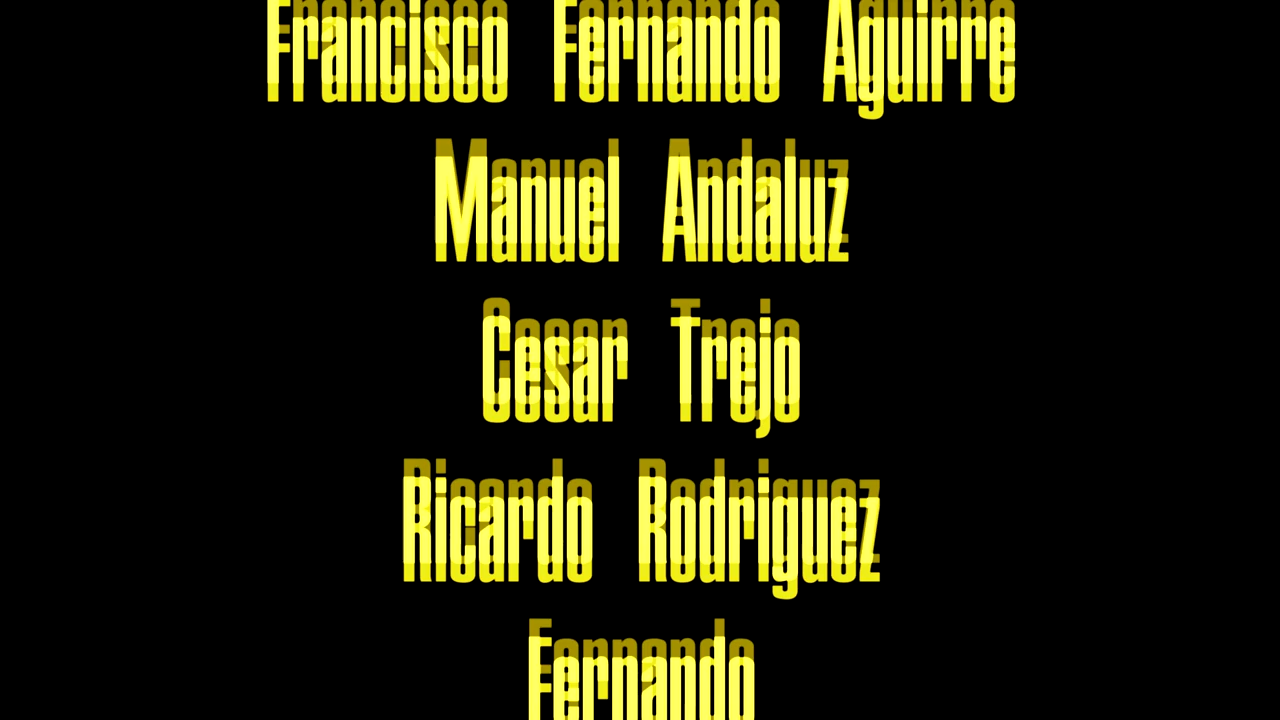 Francisco Fernando Aguirre
Manuel Andaluz
Cesar Trejo
Ricardo Rodriguez
Fernando